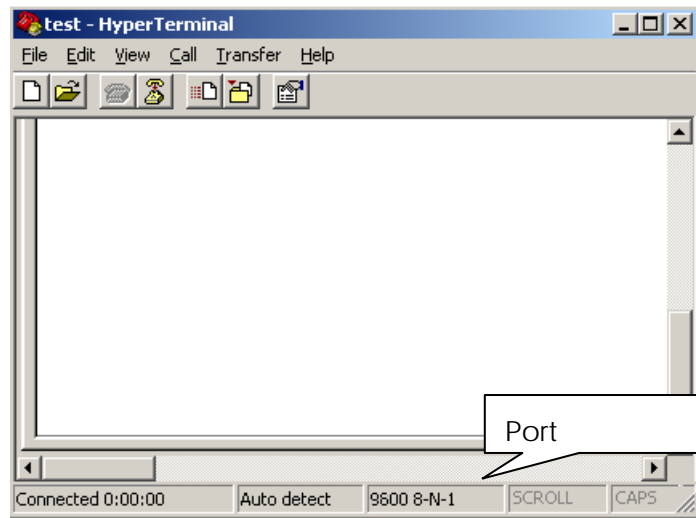 test - HyperTerminal
File Edit View Call Transfer Help
Port
Connected 0:00:00 Auto detect 9600 8-N-1 SCROLL CAPS